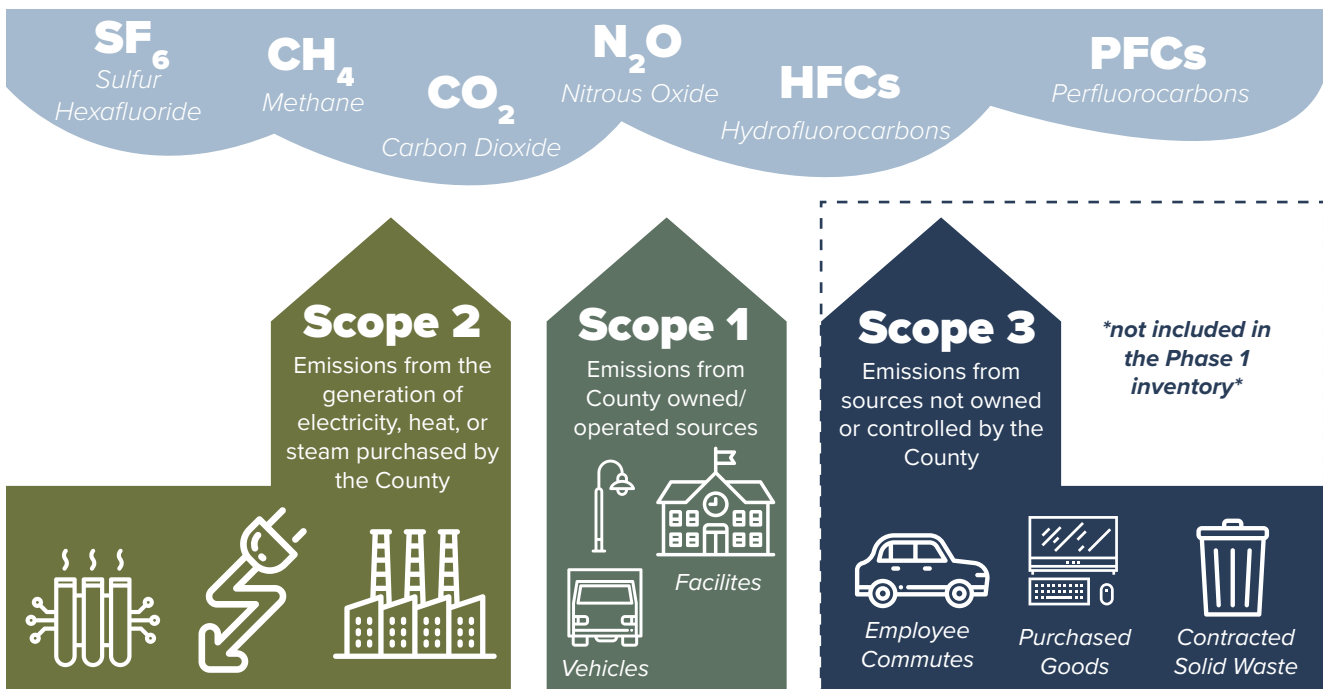 SF₆
Sulfur
Hexafluoride
CH₄
Methane
CO₂
Carbon Dioxide
N₂O
Nitrous Oxide
HFCs
Hydrofluorocarbons
PFCs
Perfluorocarbons
Scope 2
Emissions from the
generation of
electricity, heat, or
steam purchased by
the County
Scope 1
Emissions from
County owned/
operated sources
Facilites
Vehicles
Scope 3
Emissions from
sources not owned
or controlled by the
County
*not included in
the Phase 1
inventory*
Employee
Commutes
Purchased
Goods
Contracted
Solid Waste